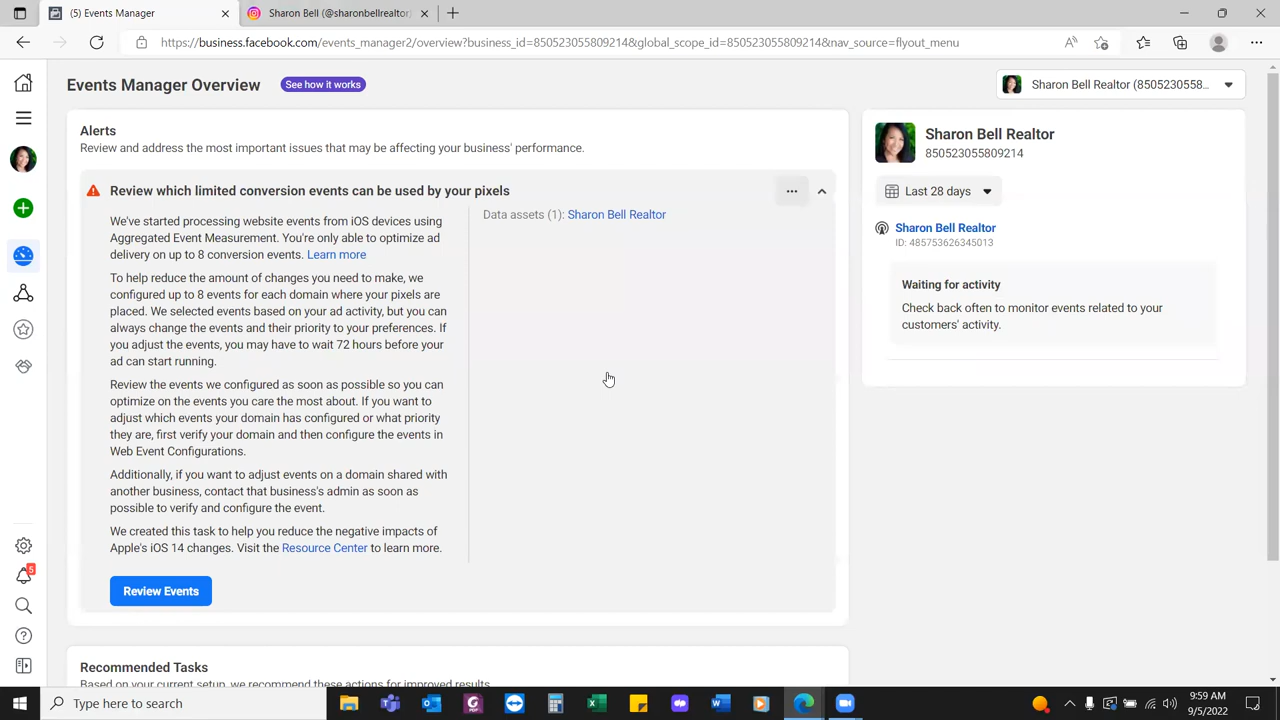 (5) Events Manager
Sharon Bell (@sharonbellrealtor)
https://business.facebook.com/events_manager2/overview?business_id=850523055809214&global_scope_id=850523055809214&nav_source=flyout_menu
Events Manager Overview
See how it works
Sharon Bell Realtor (8505230558...
Alerts
Review and address the most important issues that may be affecting your business' performance.
Review which limited conversion events can be used by your pixels
We've started processing website events from iOS devices using
Aggregated Event Measurement. You're only able to optimize ad
delivery on up to 8 conversion events. Learn more
To help reduce the amount of changes you need to make, we
configured up to 8 events for each domain where your pixels are
placed. We selected events based on your ad activity, but you can
always change the events and their priority to your preferences. If
you adjust the events, you may have to wait 72 hours before your
ad can start running.
Review the events we configured as soon as possible so you can
optimize on the events you care the most about. If you want to
adjust which events your domain has configured or what priority
they are, first verify your domain and then configure the events in
Web Event Configurations.
Additionally, if you want to adjust events on a domain shared with
another business, contact that business's admin as soon as
possible to verify and configure the event.
We created this task to help you reduce the negative impacts of
Apple's iOS 14 changes. Visit the Resource Center to learn more.
Review Events
Data assets (1): Sharon Bell Realtor
Sharon Bell Realtor
850523055809214
Last 28 days
Sharon Bell Realtor
ID: 485753626345013
Waiting for activity
Check back often to monitor events related to your
customers' activity.
Recommended Tasks
Based on your current setup, we recommend these actions for improved results.
5
Type here to search
9:59 AM
9/5/2022